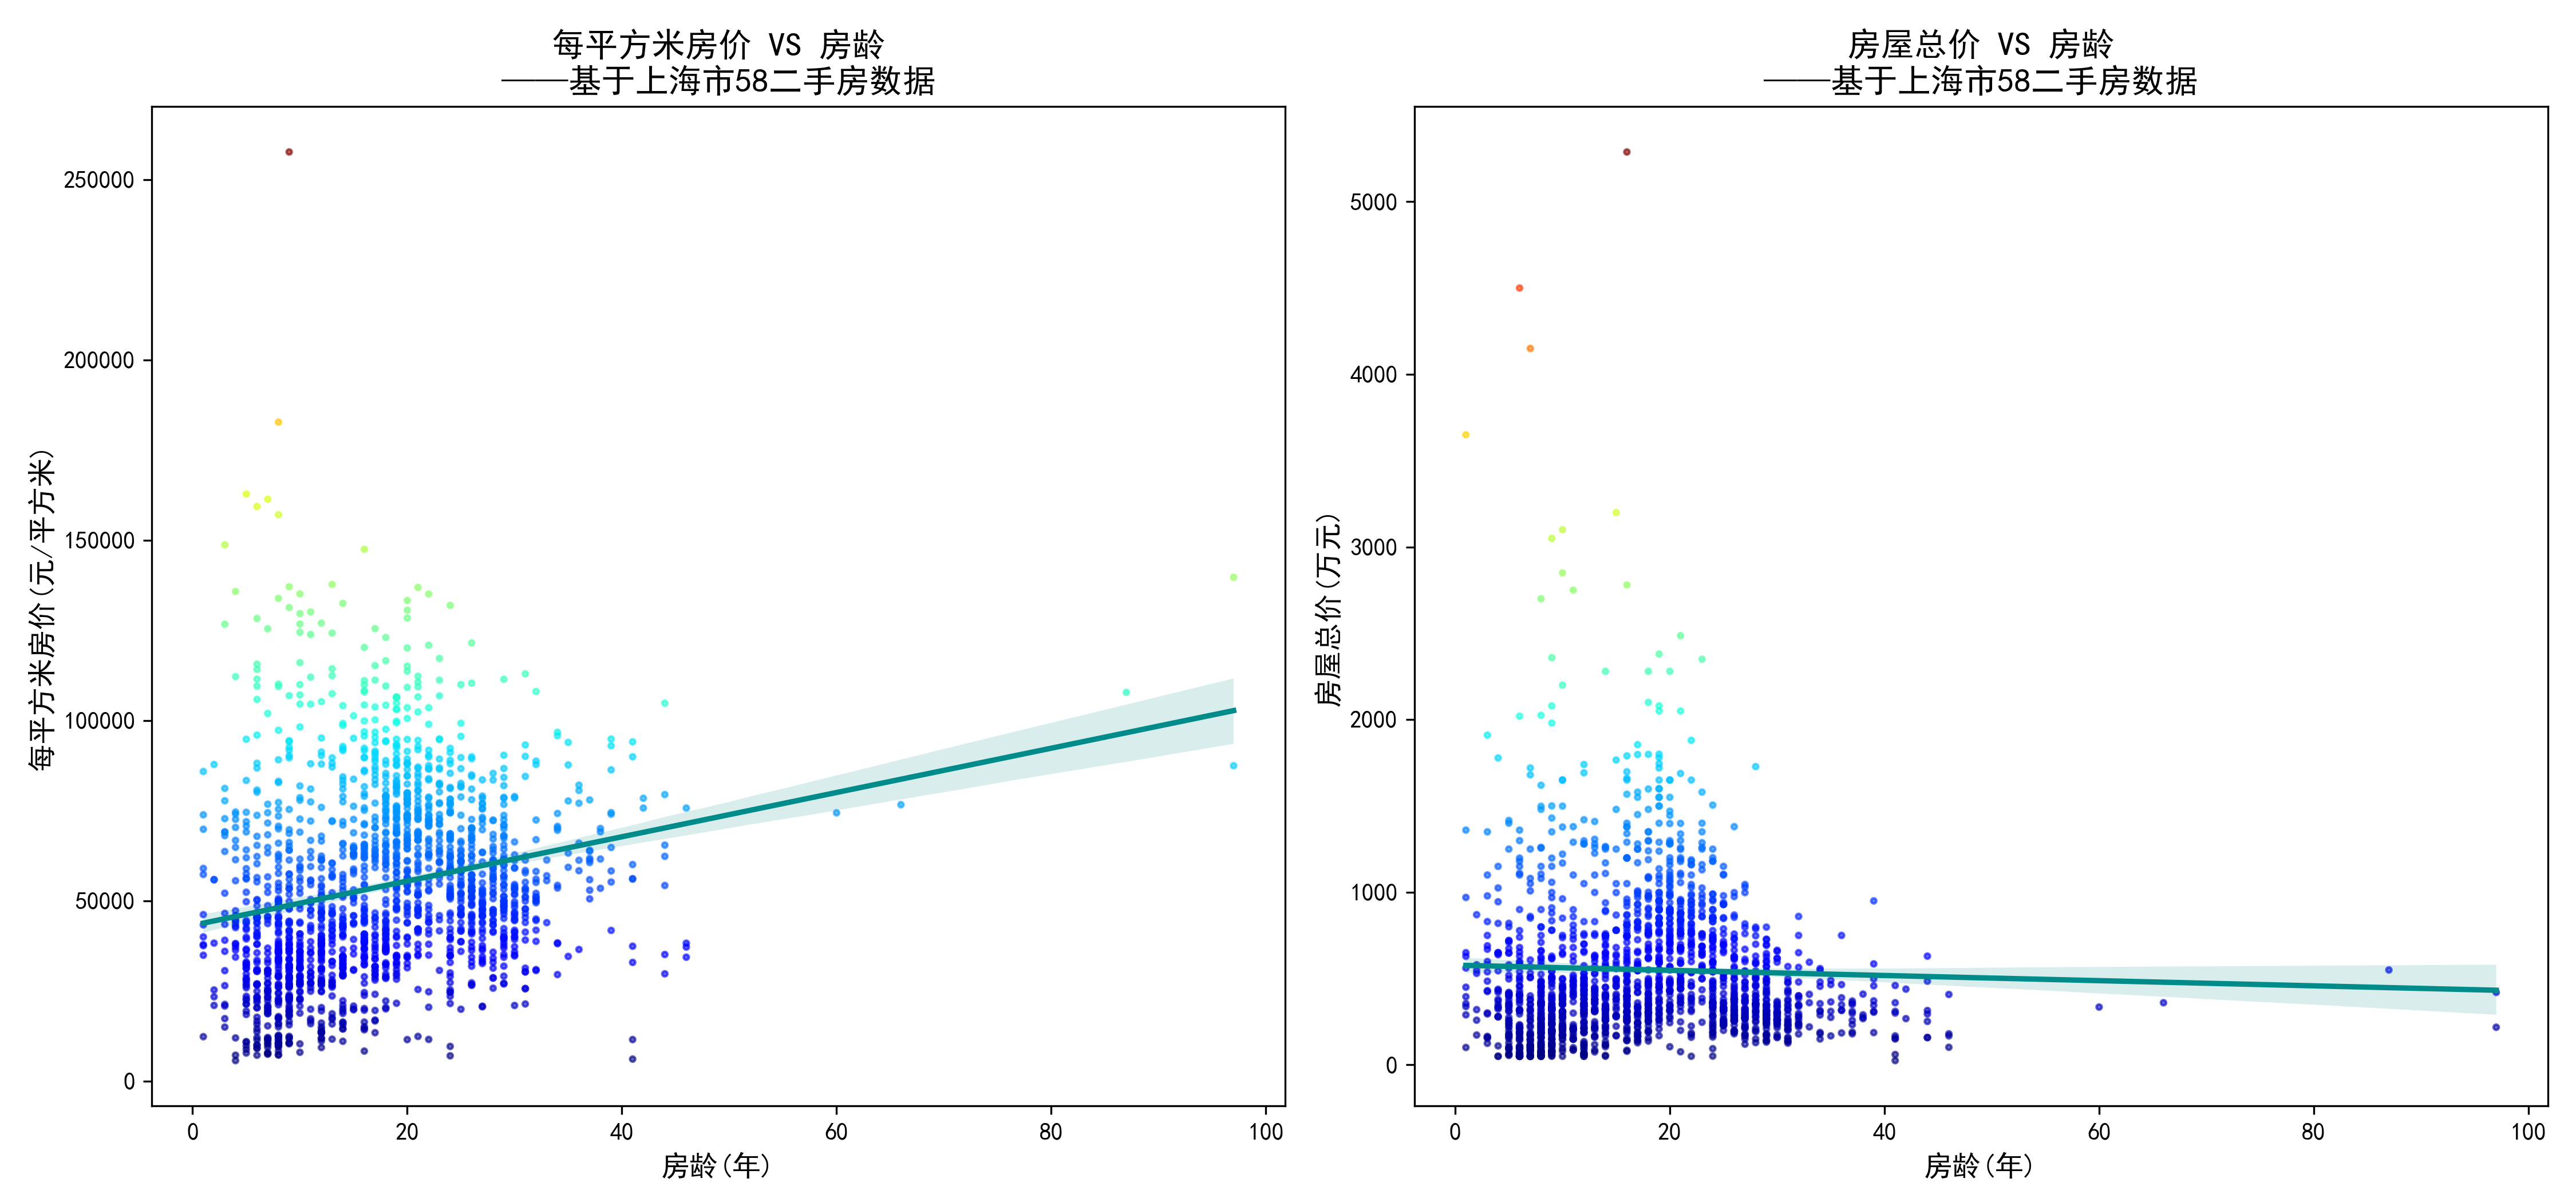 每平方米房价 VS 房龄
——基于上海市58二手房数据
250000
200000
150000
100000
50000
0
每平方米房价(元/平方米)
0 20 40 60 80 100
房龄(年)
房屋总价 VS 房龄
——基于上海市58二手房数据
5000
4000
3000
2000
1000
0
房屋总价(万元)
0 20 40 60 80 100
房龄(年)